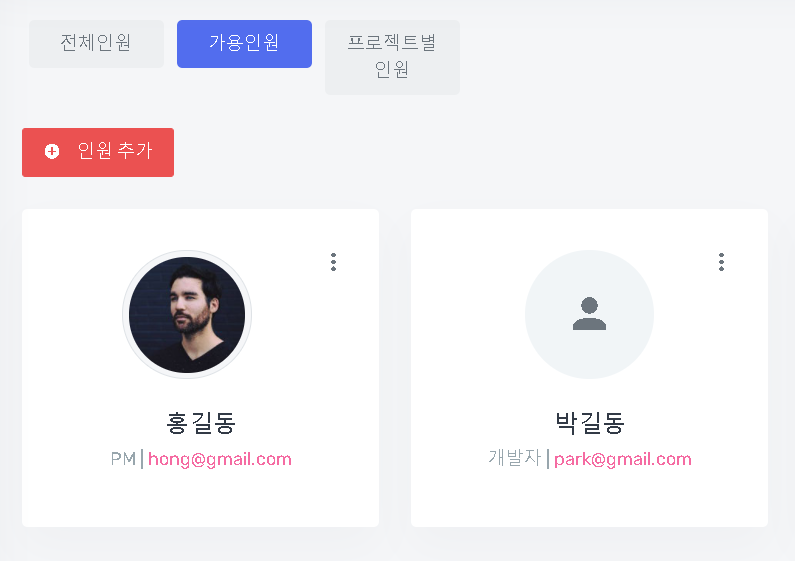 전체인원
가용인원
프로젝트별
인원
인원 추가
홍길동
PM | hong@gmail.com
박길동
개발자 | park@gmail.com